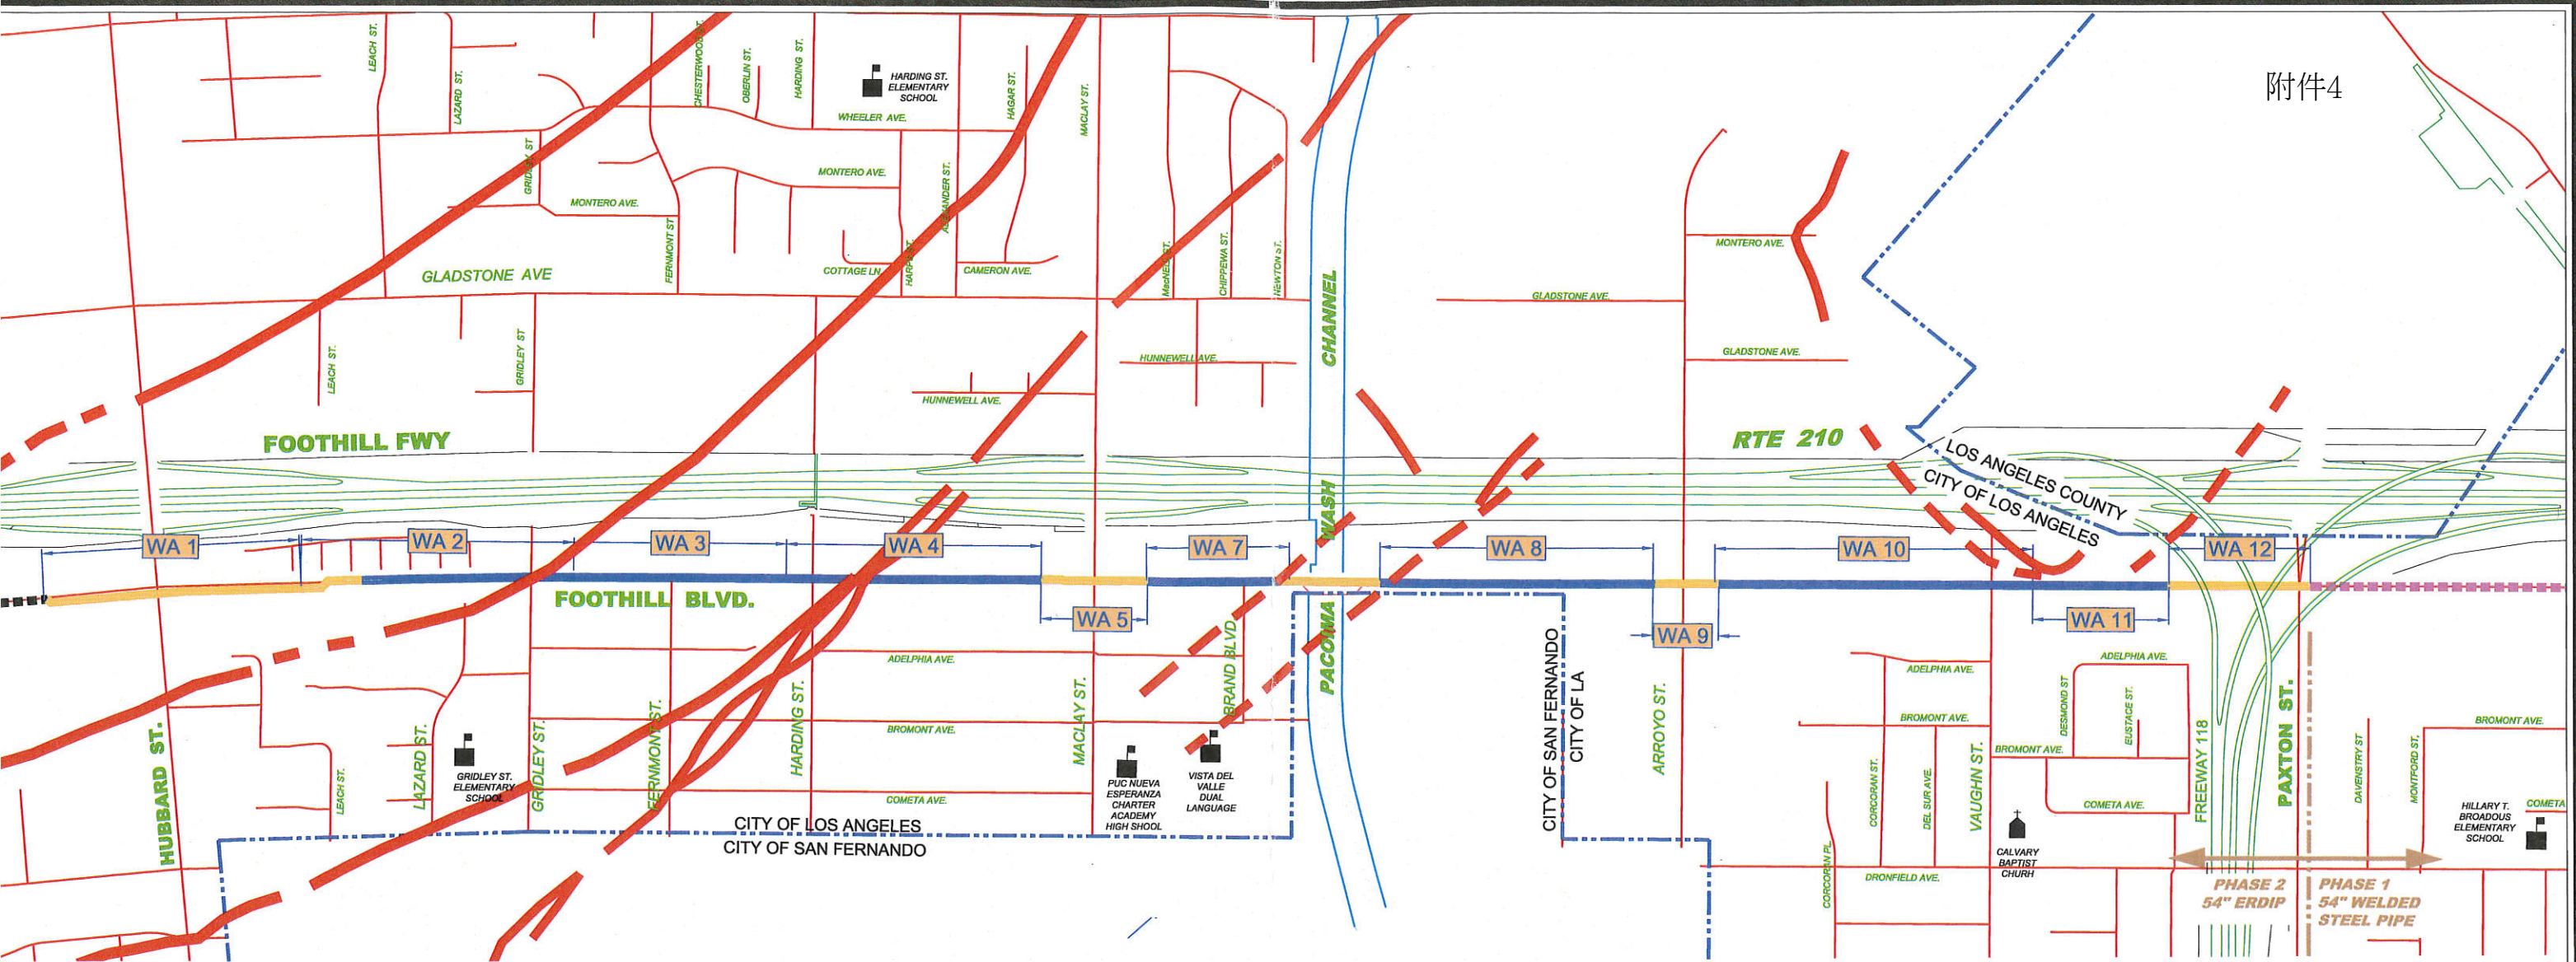 附件4
LEACH ST.
LAZARD ST.
CHESTERWOOD ST.
OBERLIN ST.
HARDING ST.
HARDING ST.
ELEMENTARY
SCHOOL
HAGAR ST.
MACLAY ST.
WHEELER AVE.
GRIDLEY ST
MONTERO AVE.
MONTERO AVE.
ALEXANDER ST.
FERNMONT ST
GLADSTONE AVE
COTTAGE LN.
HARPS ST.
CAMERON AVE.
MacNEIL ST.
CHIPPEWA ST.
NEWTON ST.
MONTERO AVE.
GLADSTONE AVE.
LEACH ST.
GRIDLEY ST
HUNNEWELL AVE.
HUNNEWELL AVE.
GLADSTONE AVE.
PACOIMA WASH CHANNEL
FOOTHILL FWY
RTE 210
LOS ANGELES COUNTY
CITY OF LOS ANGELES
WA 1
WA 2
WA 3
WA 4
WA 7
WA 8
WA 10
WA 12
FOOTHILL BLVD.
WA 5
WA 9
WA 11
ADELPHIA AVE.
BRAND BLVD
CITY OF SAN FERNANDO
CITY OF LA
ADELPHIA AVE.
ADELPHIA AVE.
HUBBARD ST.
LEACH ST.
LAZARD ST.
GRIDLEY ST.
ELEMENTARY
SCHOOL
GRIDLEY ST.
FERNMONT ST.
HARDING ST.
BROMONT AVE.
MACLAY ST.
COMETA AVE.
PUC NUEVA
ESPERANZA
CHARTER
ACADEMY
HIGH SHOOL
VISTA DEL
VALLE
DUAL
LANGUAGE
ARROYO ST.
BROMONT AVE.
CORCORAN ST.
DEL SUR AVE.
VAUGHN ST.
BROMONT AVE.
DESMOND ST
EUSTACE ST.
COMETA AVE.
FREEWAY 118
PAXTON ST.
DAVENSTRY ST
MONTFORD ST.
BROMONT AVE.
HILLARY T.
BROADOUS
ELEMENTARY
SCHOOL
COMETA
CITY OF LOS ANGELES
CITY OF SAN FERNANDO
CORCORAN PL
CALVARY
BAPTIST
CHURH
DRONFIELD AVE.
PHASE 2
54" ERDIP
PHASE 1
54" WELDED
STEEL PIPE